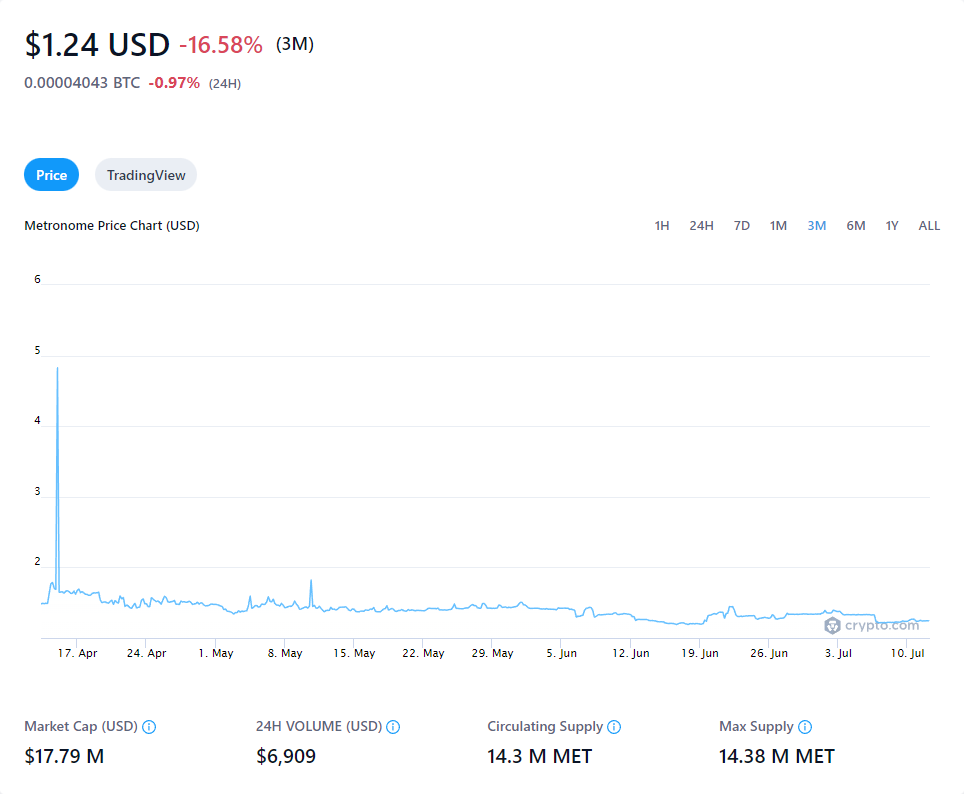 $1.24 USD -16.58% (3M)
0.00004043 BTC -0.97% (24H)
Price TradingView
Metronome Price Chart (USD) 1H 24H 7D 1M 3M 6M 1Y ALL
6
5
4
3
2
crypto.com
17. Apr 24. Apr 1. May 8. May 15. May 22. May 29. May 5. Jun 12. Jun 19. Jun 26. Jun 3. Jul 10. Jul
Market Cap (USD) 24H VOLUME (USD) Circulating Supply Max Supply
$17.79 M $6,909 14.3 M MET 14.38 M MET